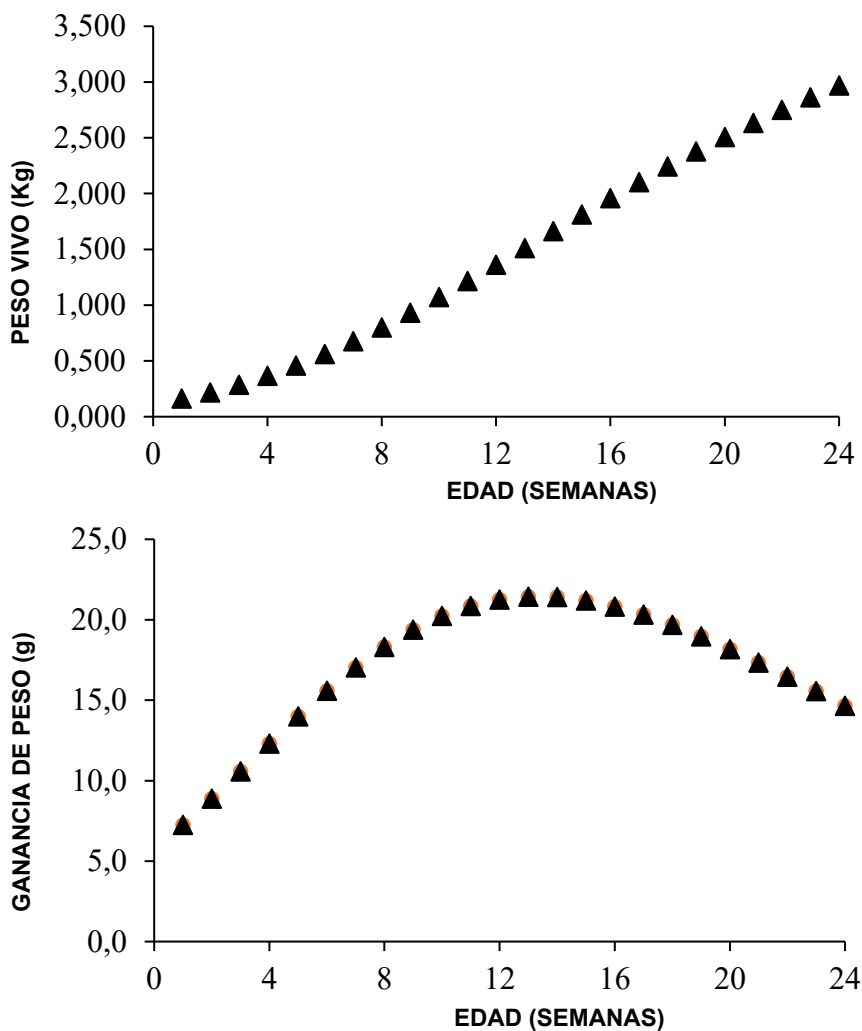 3,500
3,000
2,500
2,000
1,500
1,000
0,500
0,000
PESO VIVO (Kg)
0 4 8 12 16 20 24
EDAD (SEMANAS)
25,0
20,0
15,0
10,0
5,0
0,0
GANANCIA DE PESO (g)
0 4 8 12 16 20 24
EDAD (SEMANAS)